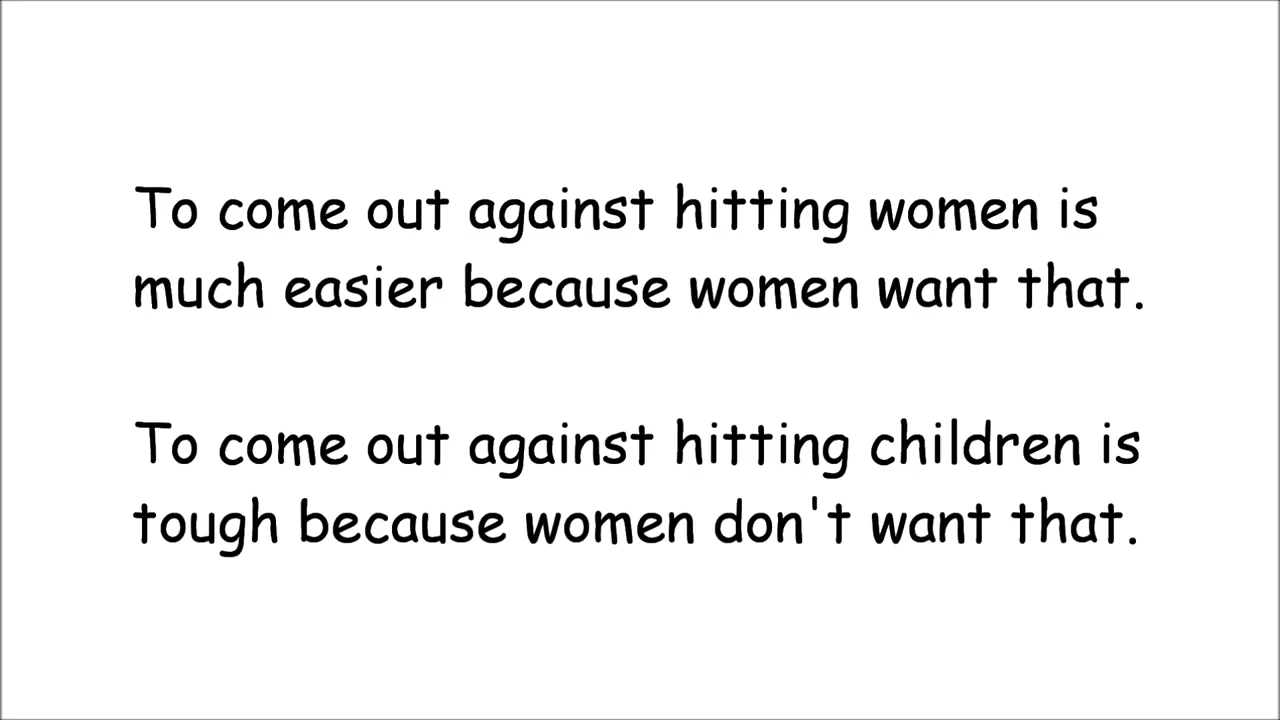 To come out against hitting women is
much easier because women want that.
To come out against hitting children is
tough because women don't want that.